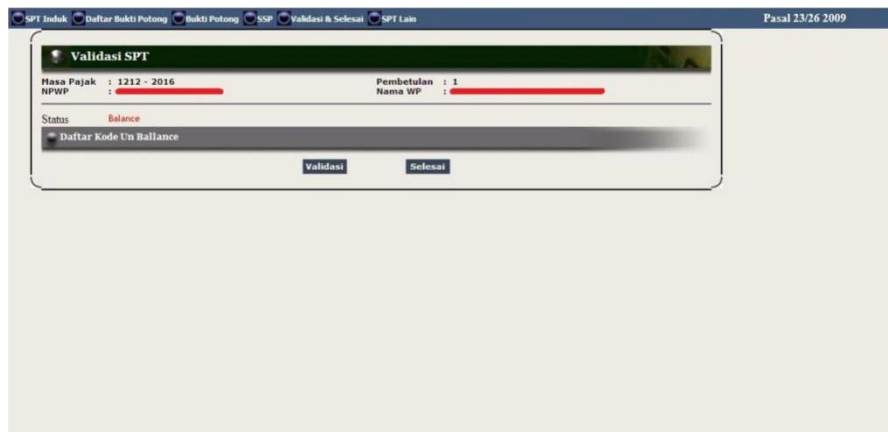 SPT Induk Daftar Bukti Potong Bukti Potong SSP Validasi & Selesai SPT Lain Pasal 23/26 2009
Validasi SPT
Masa Pajak : 1212 - 2016 Pembetulan : 1
NPWP : Nama WP :
Status Balance
Daftar Kode Un Ballance
Validasi Selesai